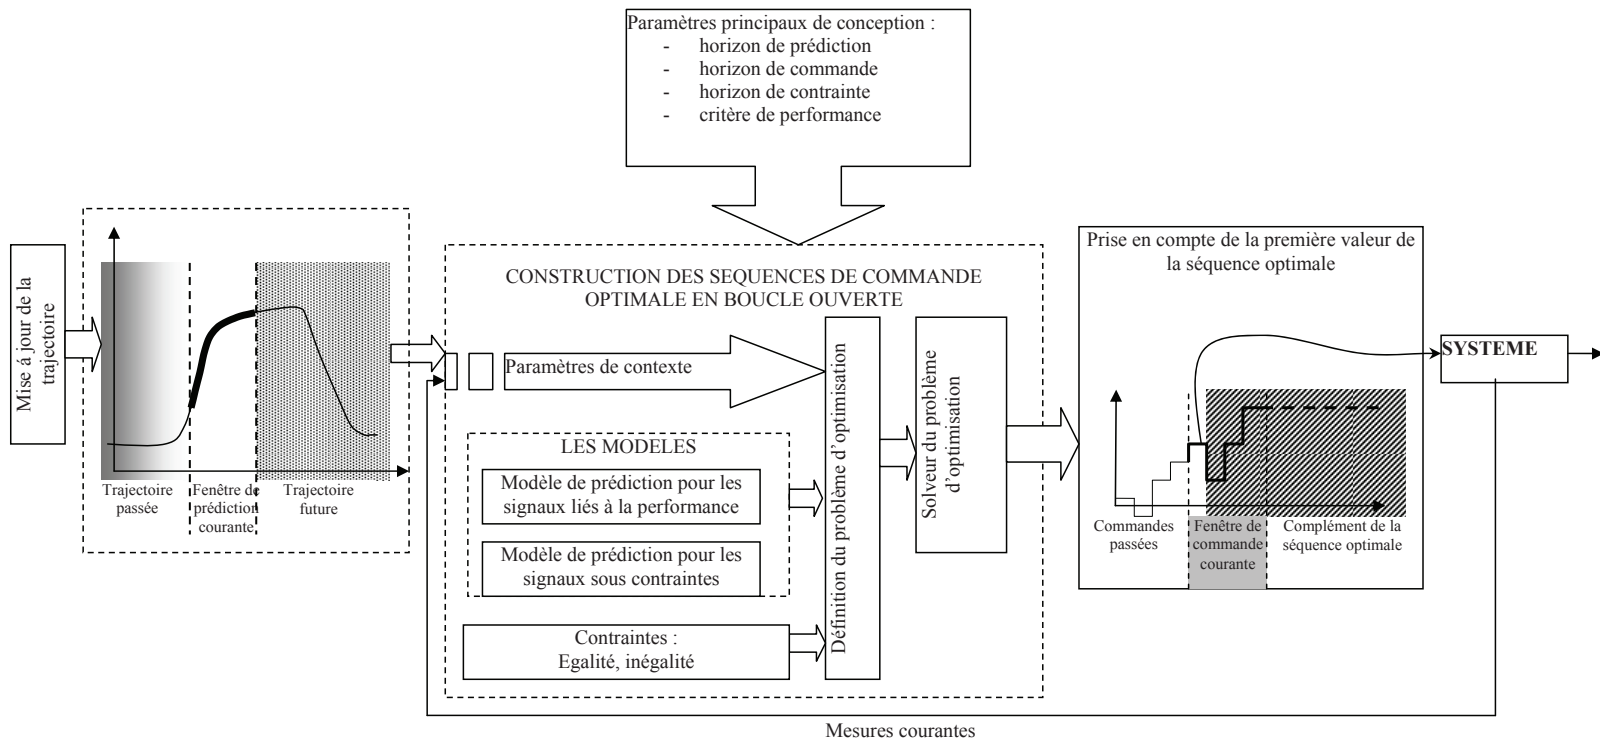 Paramètres principaux de conception :
- horizon de prédiction
- horizon de commande
- horizon de contrainte
- critère de performance
Mise á jour de la
trajectoire
Trajectoire
passée
Fenêtre de
prédiction
courante
Trajectoire
future
CONSTRUCTION DES SEQUENCES DE COMMANDE
OPTIMALE EN BOUCLE OUVERTE
Paramètres de contexte
LES MODELES
Modèle de prédiction pour les
signaux liés à la performance
Modèle de prédiction pour les
signaux sous contraintes
Contraintes :
Egalité, inégalité
Définition du problème d'optimisation
Solveur du problème
d'optimisation
Prise en compte de la première valeur de
la séquence optimale
Commandes
passées
Fenêtre de
commande
courante
Complément de la
séquence optimale
SYSTEME
Mesures courantes